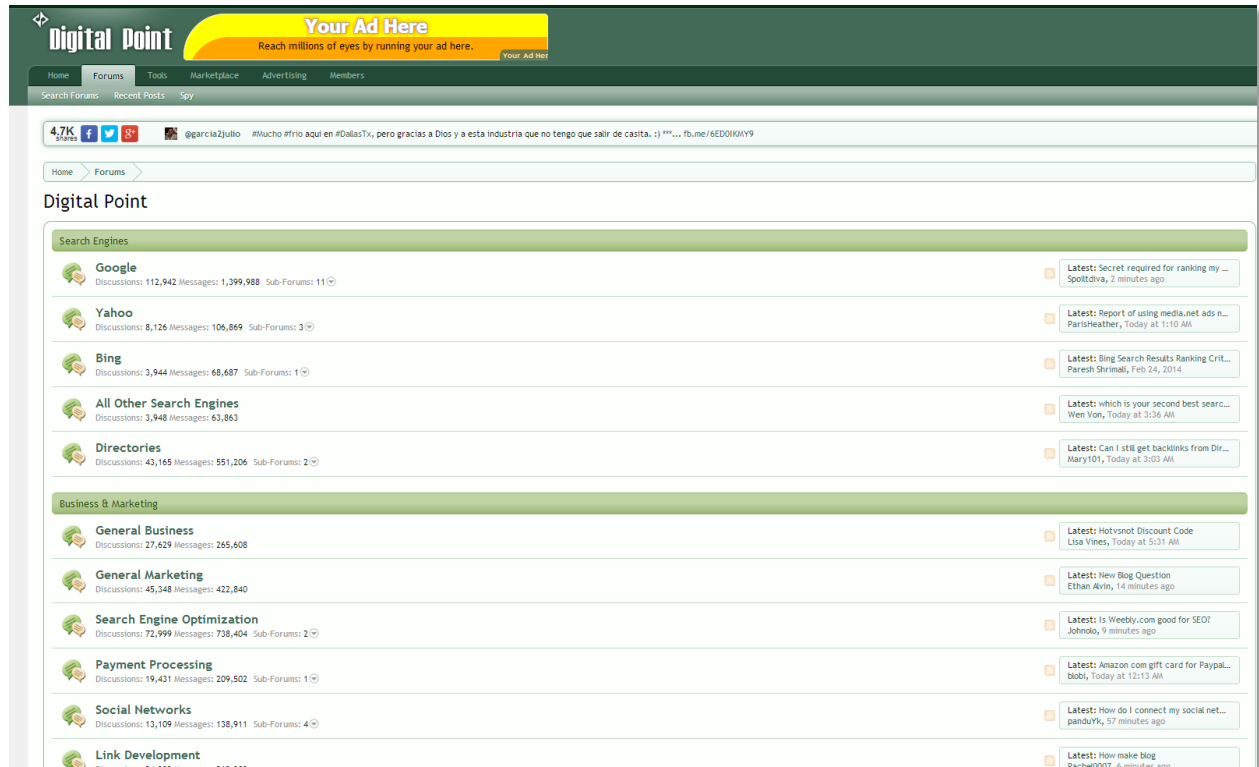 Digital Point
Your Ad Here
Reach millions of eyes by running your ad here.
Your Ad Her
Home Forums Tools Marketplace Advertising Members
Search Forums Recent Posts Spy
4.7K shares @garcia2julio #Mucho #frio aqui en #DallasTx, pero gracias a Dios y a esta industria que no tengo que salir de casita. :) ***... fb.me/6ED0IKMY9
Home Forums
Digital Point
Search Engines
Google
Discussions: 112,942 Messages: 1,399,988 Sub-Forums: 11
Latest: Secret required for ranking my ...
Spoiltdiva, 2 minutes ago
Yahoo
Discussions: 8,126 Messages: 106,869 Sub-Forums: 3
Latest: Report of using media.net ads n...
ParisHeather, Today at 1:10 AM
Bing
Discussions: 3,944 Messages: 68,687 Sub-Forums: 1
Latest: Bing Search Results Ranking Crit...
Paresh Shrimali, Feb 24, 2014
All Other Search Engines
Discussions: 3,948 Messages: 63,863
Latest: which is your second best searc...
Wen Von, Today at 3:36 AM
Directories
Discussions: 43,165 Messages: 551,206 Sub-Forums: 2
Latest: Can I still get backlinks from Dir...
Mary101, Today at 3:03 AM
Business & Marketing
General Business
Discussions: 27,629 Messages: 265,608
Latest: Hotvsnot Discount Code
Lisa Vines, Today at 5:31 AM
General Marketing
Discussions: 45,348 Messages: 422,840
Latest: New Blog Question
Ethan Alvin, 14 minutes ago
Search Engine Optimization
Discussions: 72,999 Messages: 738,404 Sub-Forums: 2
Latest: Is Weebly.com good for SEO?
Johnolo, 9 minutes ago
Payment Processing
Discussions: 19,431 Messages: 209,502 Sub-Forums: 1
Latest: Amazon com gift card for Paypal...
blobi, Today at 12:13 AM
Social Networks
Discussions: 13,109 Messages: 138,911 Sub-Forums: 4
Latest: How do I connect my social net...
panduYk, 57 minutes ago
Link Development
Latest: How make blog
Rachel0007, 6 minutes ago